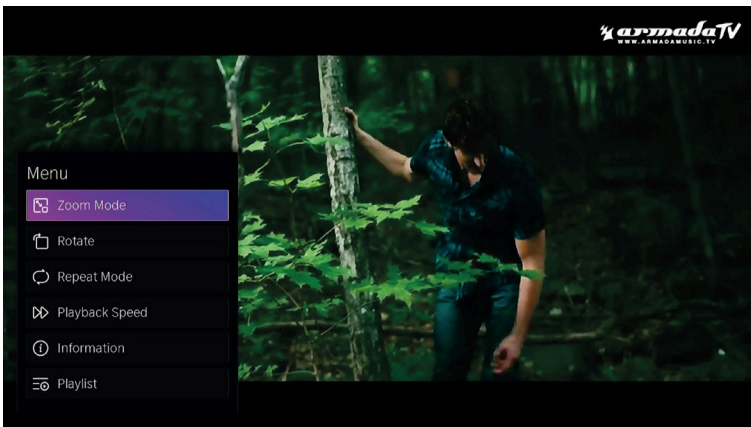 armadaTV
WWW.ARMADAMUSIC.TV
Menu
Zoom Mode
Rotate
Repeat Mode
Playback Speed
Information
Playlist